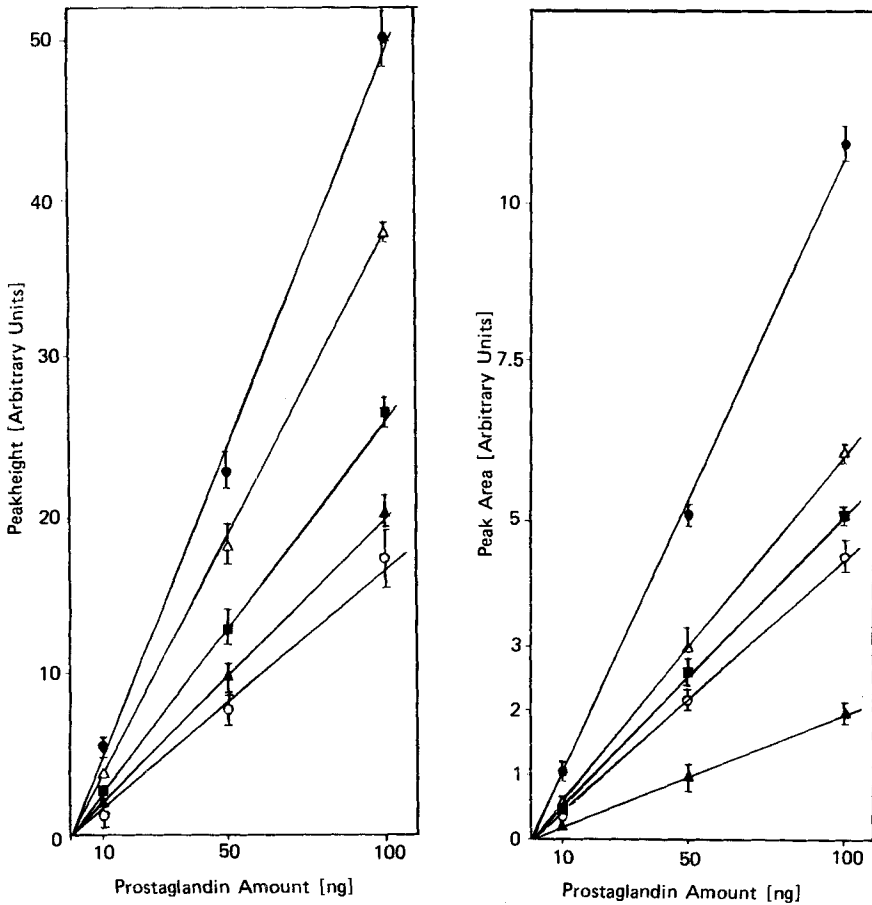 50
40
30
20
10
0
Peakheight [Arbitrary Units]
10 50 100
Prostaglandin Amount [ng]
10
7.5
5
3
2
1
0
Peak Area [Arbitrary Units]
10 50 100
Prostaglandin Amount [ng]